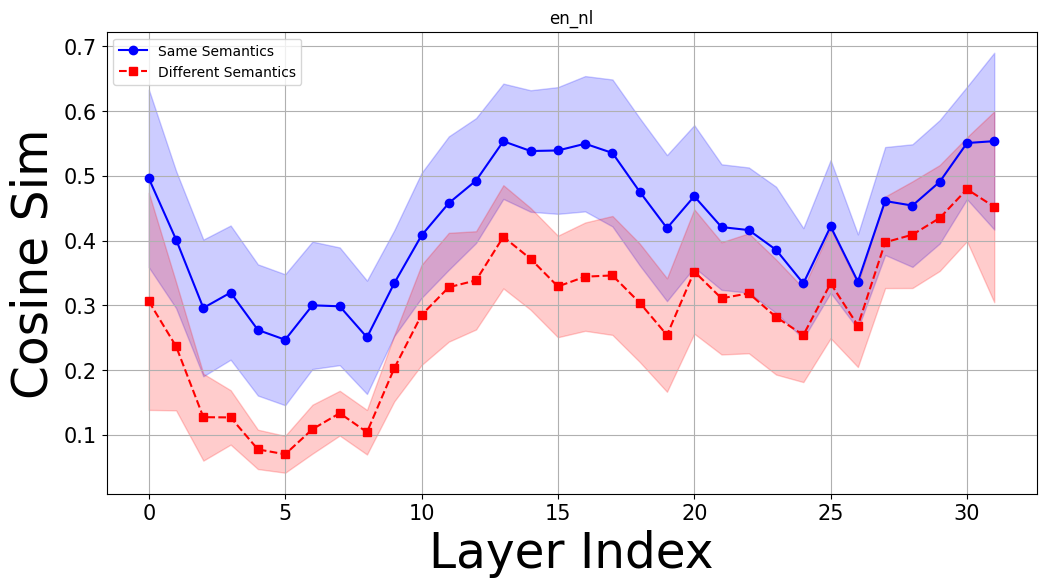 en_nl
Same Semantics
Different Semantics
Cosine Sim
0.7
0.6
0.5
0.4
0.3
0.2
0.1
0 5 10 15 20 25 30
Layer Index